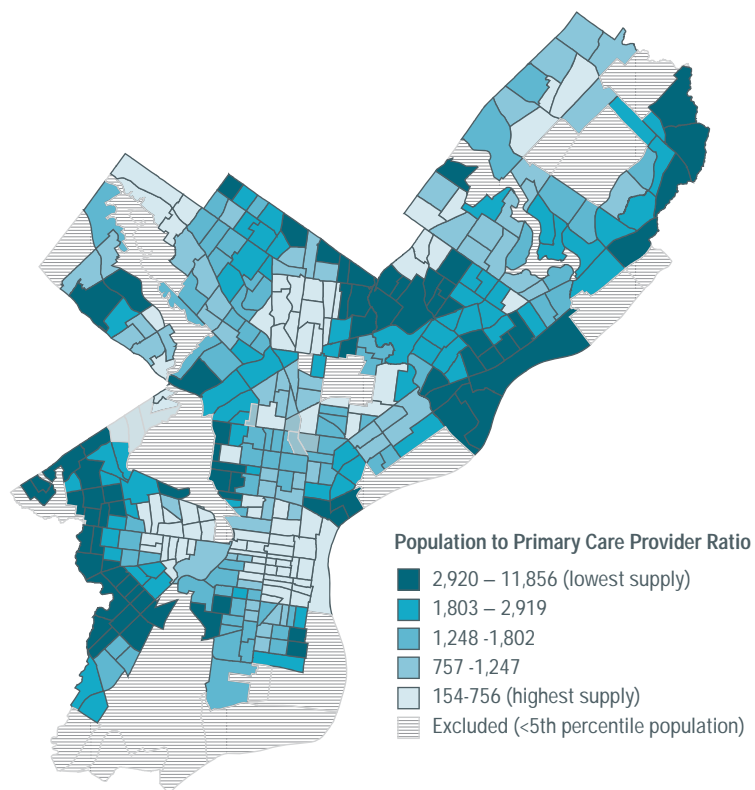 Population to Primary Care Provider Ratio
2,920 – 11,856 (lowest supply)
1,803 – 2,919
1,248 -1,802
757 -1,247
154-756 (highest supply)
Excluded (<5th percentile population)